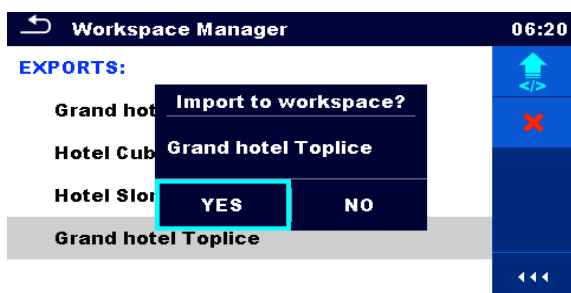 Workspace Manager 06:20
EXPORTS:
</>
Grand hot
Import to workspace?
Hotel Cub
Grand hotel Toplice
Hotel Slo
YES NO
Grand hotel Toplice